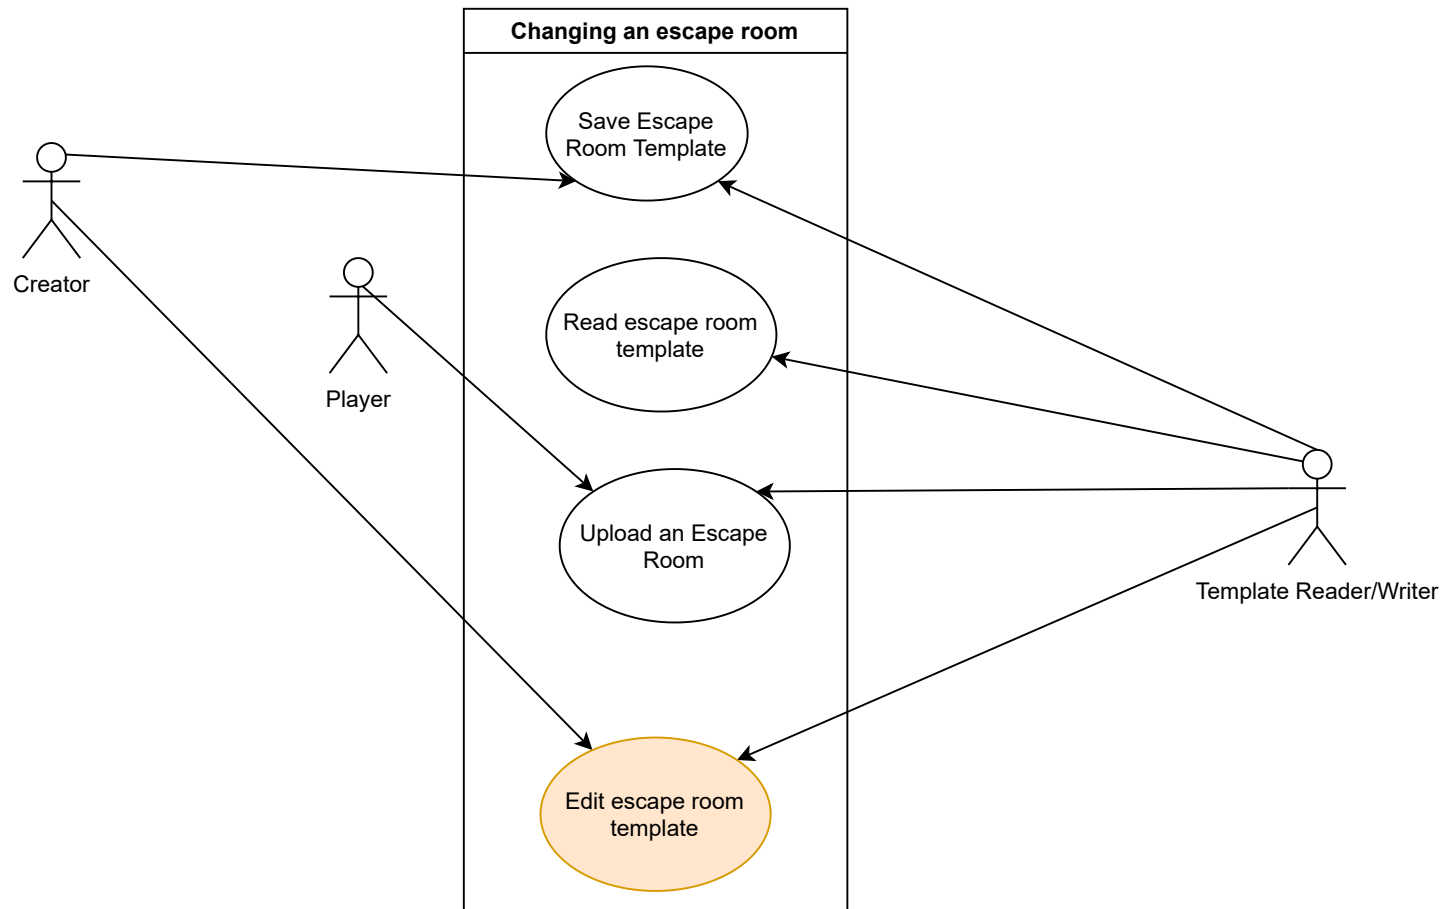 Changing an escape room
Save Escape
Room Template
Creator
Read escape room
template
Player
Upload an Escape
Room
Template Reader/Writer
Edit escape room
template